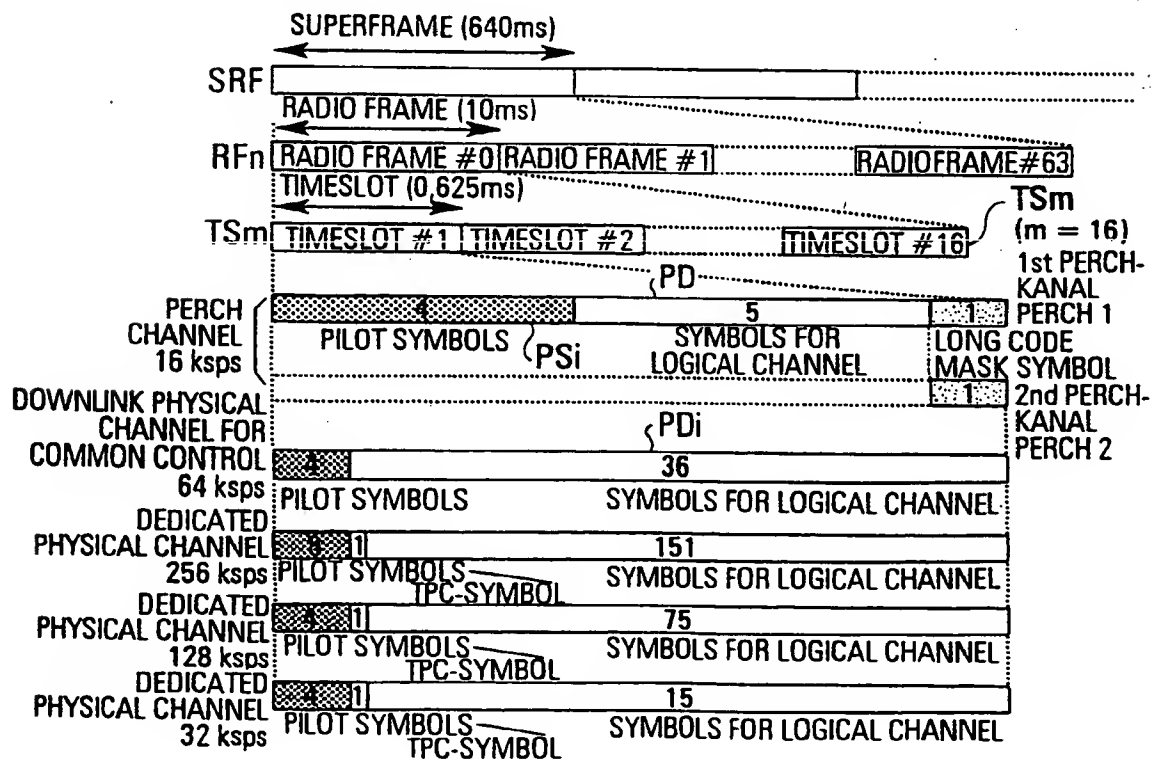 SUPERFRAME (640ms)
SRF
RADIO FRAME (10ms)
RFn
RADIO FRAME #0
RADIO FRAME #1
RADIOFRAME#63
TIMESLOT (0,625ms)
TSm
TIMESLOT #1
TIMESLOT #2
TIMESLOT #16
TSm
(m = 16)
1st PERCH-
KANAL
PERCH 1
PD
PERCH
CHANNEL
16 ksps
4
5
1
PILOT SYMBOLS
PSi
SYMBOLS FOR
LOGICAL CHANNEL
LONG CODE
MASK SYMBOL
1
2nd PERCH-
KANAL
PERCH 2
DOWNLINK PHYSICAL
CHANNEL FOR
COMMON CONTROL
64 ksps
PDi
4
36
PILOT SYMBOLS
SYMBOLS FOR LOGICAL CHANNEL
DEDICATED
PHYSICAL CHANNEL
256 ksps
8
1
151
PILOT SYMBOLS
TPC-SYMBOL
SYMBOLS FOR LOGICAL CHANNEL
DEDICATED
PHYSICAL CHANNEL
128 ksps
4
1
75
PILOT SYMBOLS
TPC-SYMBOL
SYMBOLS FOR LOGICAL CHANNEL
DEDICATED
PHYSICAL CHANNEL
32 ksps
4
1
15
PILOT SYMBOLS
TPC-SYMBOL
SYMBOLS FOR LOGICAL CHANNEL